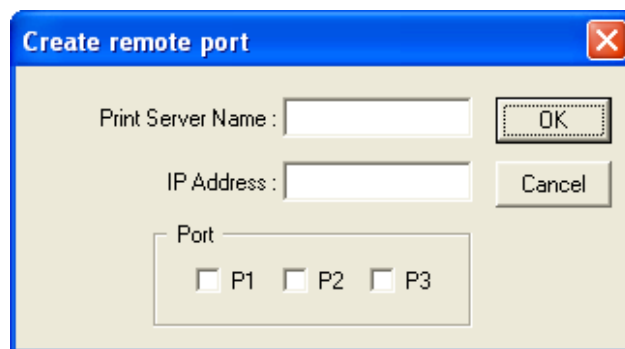 Create remote port
Print Server Name :
OK
IP Address :
Cancel
Port
P1 P2 P3